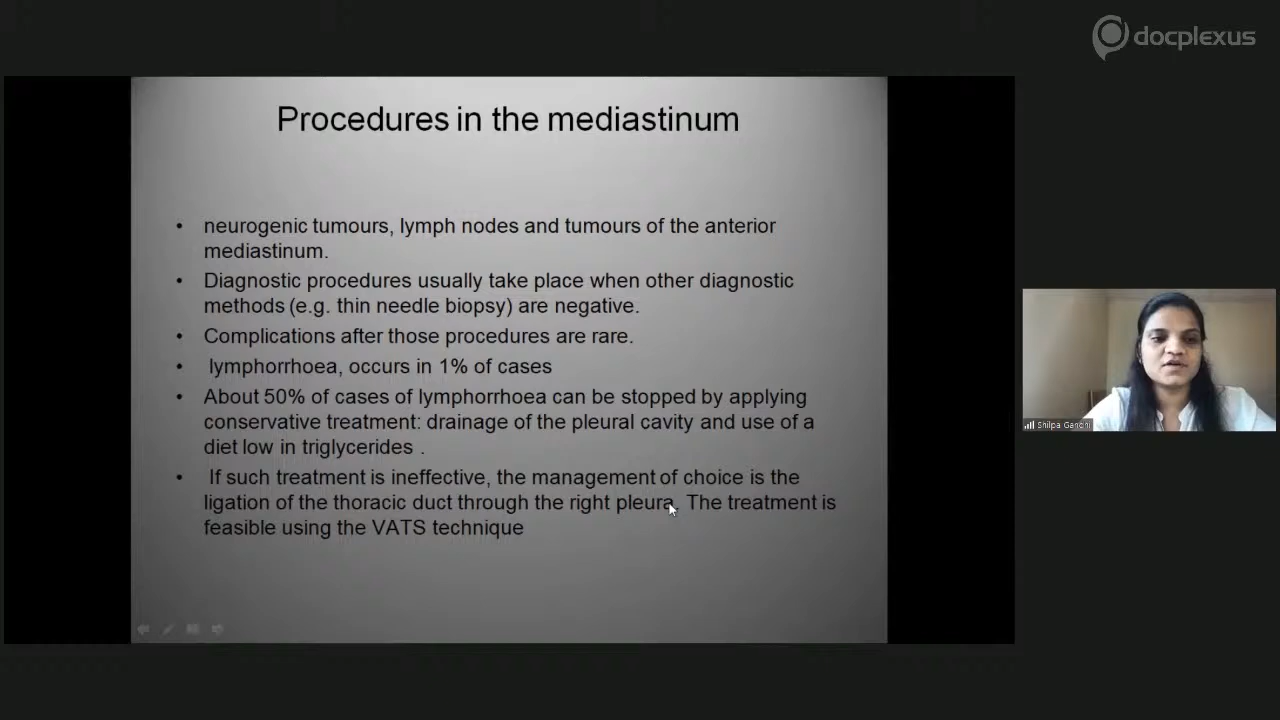 docplexus
Procedures in the mediastinum
• neurogenic tumours, lymph nodes and tumours of the anterior
mediastinum.
• Diagnostic procedures usually take place when other diagnostic
methods (e.g. thin needle biopsy) are negative.
• Complications after those procedures are rare.
• lymphorrhoea, occurs in 1% of cases
• About 50% of cases of lymphorrhoea can be stopped by applying
conservative treatment: drainage of the pleural cavity and use of a
diet low in triglycerides .
• If such treatment is ineffective, the management of choice is the
ligation of the thoracic duct through the right pleura. The treatment is
feasible using the VATS technique
Shilpa Gandhi